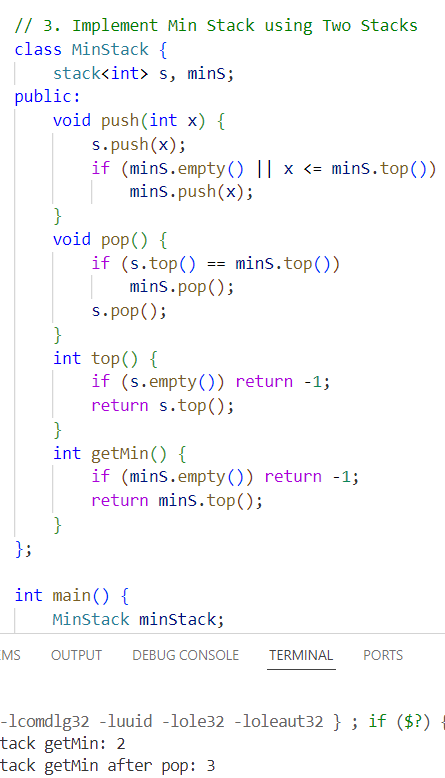 // 3. Implement Min Stack using Two Stacks
class MinStack {
    stack<int> s, minS;
public:
    void push(int x) {
        s.push(x);
        if (minS.empty() || x <= minS.top())
            minS.push(x);
    }
    void pop() {
        if (s.top() == minS.top())
            minS.pop();
        s.pop();
    }
    int top() {
        if (s.empty()) return -1;
        return s.top();
    }
    int getMin() {
        if (minS.empty()) return -1;
        return minS.top();
    }
};
int main() {
    MinStack minStack;
EMS OUTPUT DEBUG CONSOLE TERMINAL PORTS
-lcomdlg32 -luuid -lole32 -loleaut32 } ; if ($?) {
tack getMin: 2
tack getMin after pop: 3